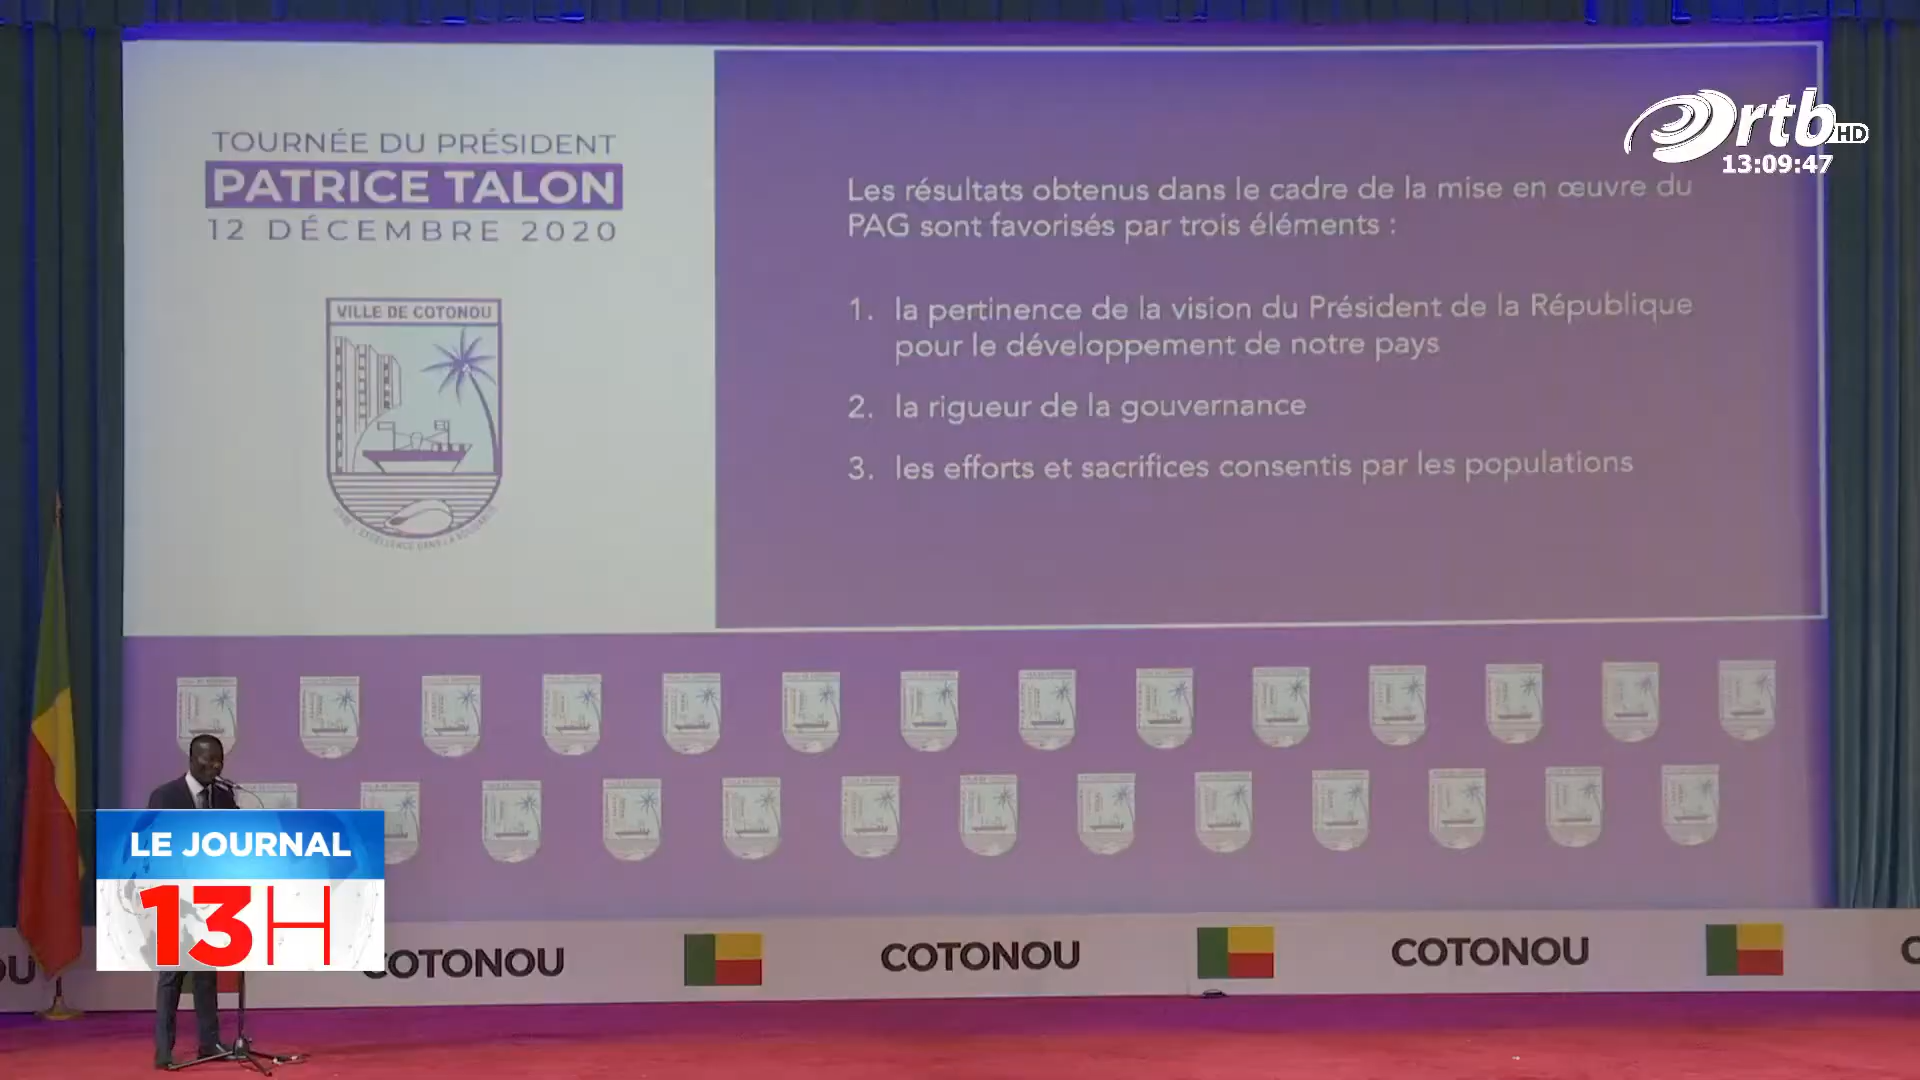 TOURNÉE DU PRÉSIDENT
PATRICE TALON
12 DÉCEMBRE 2020
VILLE DE COTONOU
Les résultats obtenus dans le cadre de la mise en œuvre du
PAG sont favorisés par trois éléments :
1. la pertinence de la vision du Président de la République
pour le développement de notre pays
2. la rigueur de la gouvernance
3. les efforts et sacrifices consentis par les populations
ortb HD
13:09:47
LE JOURNAL
13H
COTONOU
COTONOU
COTONOU